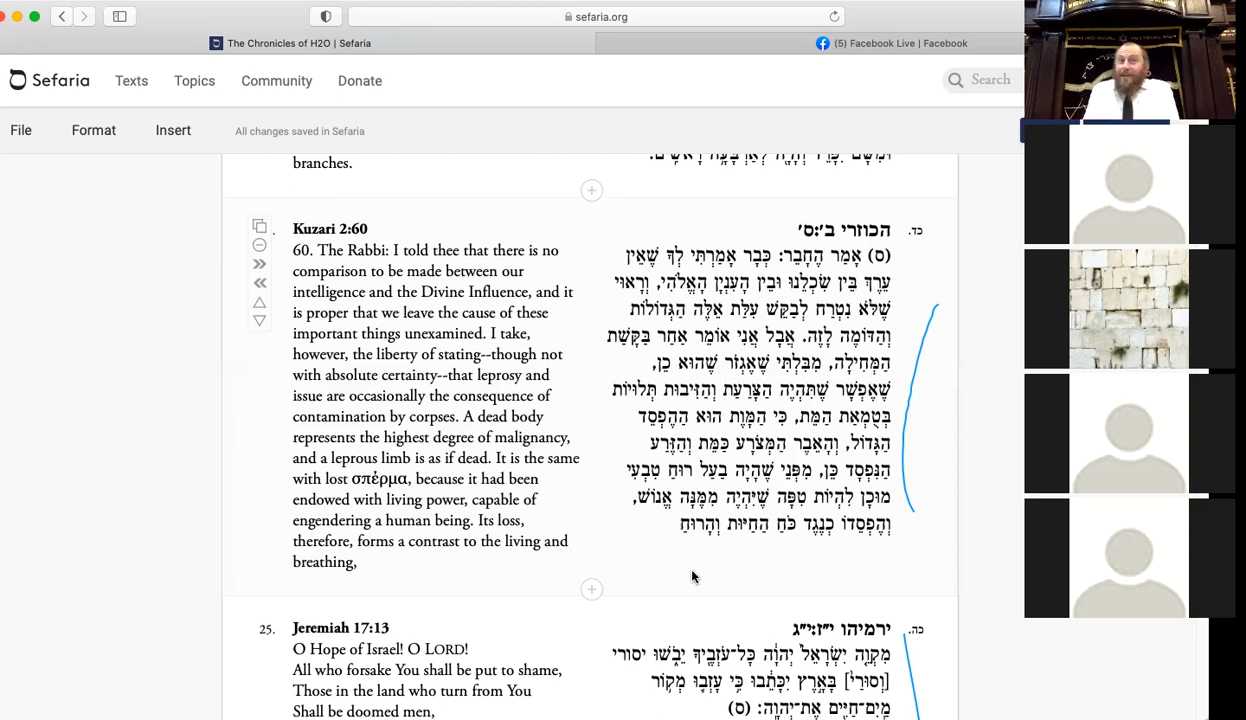 sefaria.org
The Chronicles of H2O | Sefaria
(5) Facebook Live | Facebook
Sefaria
Texts
Topics
Community
Donate
Search
File
Format
Insert
All changes saved in Sefaria
branches.
Kuzari 2:60
60. The Rabbi: I told thee that there is no
comparison to be made between our
intelligence and the Divine Influence, and it
is proper that we leave the cause of these
important things unexamined. I take,
however, the liberty of stating--though not
with absolute certainty--that leprosy and
issue are occasionally the consequence of
contamination by corpses. A dead body
represents the highest degree of malignancy,
and a leprous limb is as if dead. It is the same
with lost σπέρμα, because it had been
endowed with living power, capable of
engendering a human being. Its loss,
therefore, forms a contrast to the living and
breathing,
כד.
הכוזרי ב׳:ס׳
(ס) אָמַר הֶחָבֵר: כְּבָר אָמַרְתִּי לְךָ שֶׁאֵין
עֵרֶךְ בֵּין שִׂכְלֵנוּ וּבֵין הָעִנְיָן הָאֱלֹהִי, וְרָאוּי
שֶׁלֹּא נִטְרַח לְבַקֵּשׁ עִלַּת אֵלֶּה הַגְּדוֹלוֹת
וְהַדּוֹמֶה לָזֶה. אֲבָל אֲנִי אוֹמֵר אַחַר בַּקָּשַׁת
הַמְּחִילָה, מִבִּלְתִּי שֶׁאֶגְזֹר שֶׁהוּא כֵן,
שֶׁאֶפְשָׁר שֶׁתִּהְיֶה הַצָּרַעַת וְהַזִּיבוּת תְּלוּיוֹת
בְּטֻמְאַת הַמֵּת, כִּי הַמָּוֶת הוּא הַהֶפְסֵד
הַגָּדוֹל, וְהָאֵבֶר הַמְּצֹרָע כַּמֵּת וְהַזֶּרַע
הַנִּפְסָד כֵּן, מִפְּנֵי שֶׁהָיָה בַעַל רוּחַ טִבְעִי
מוּכָן לִהְיוֹת טִפָּה שֶׁיִּהְיֶה מִמֶּנָּה אֱנוֹשׁ,
וְהֶפְסֵדוֹ כְנֶגֶד כֹּחַ הַחַיּוּת וְהָרוּחַ
25.
Jeremiah 17:13
O Hope of Israel! O LORD!
All who forsake You shall be put to shame,
Those in the land who turn from You
Shall be doomed men,
כה.
ירמיהו י״ז:י״ג
מִקְוֵה יִשְׂרָאֵל יְהוָה כָּל־עֹזְבֶיךָ יֵבֹשׁוּ יסורי
[וְסוּרַי] בָּאָרֶץ יִכָּתֵבוּ כִּי עָזְבוּ מְקוֹר
מַיִם־חַיִּים אֶת־יְהוָה: (ס)